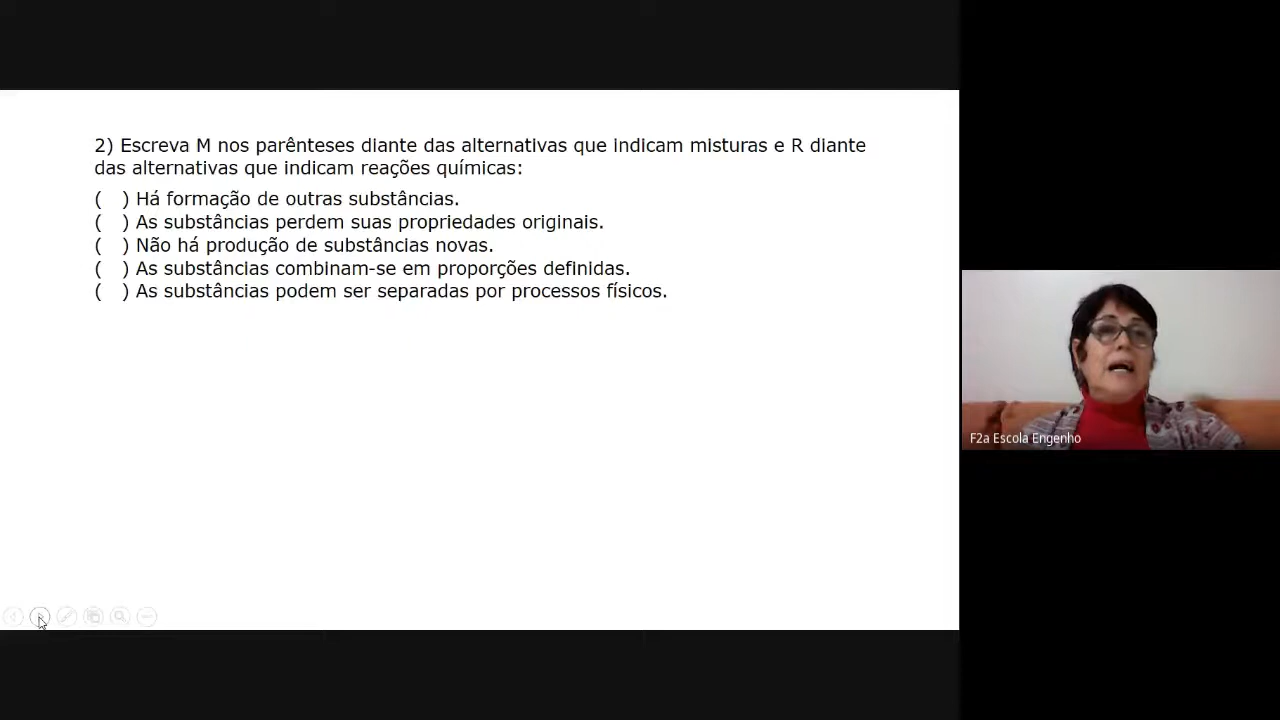 2) Escreva M nos parênteses diante das alternativas que indicam misturas e R diante
das alternativas que indicam reações químicas:
(   ) Há formação de outras substâncias.
(   ) As substâncias perdem suas propriedades originais.
(   ) Não há produção de substâncias novas.
(   ) As substâncias combinam-se em proporções definidas.
(   ) As substâncias podem ser separadas por processos físicos.
F2a Escola Engenho